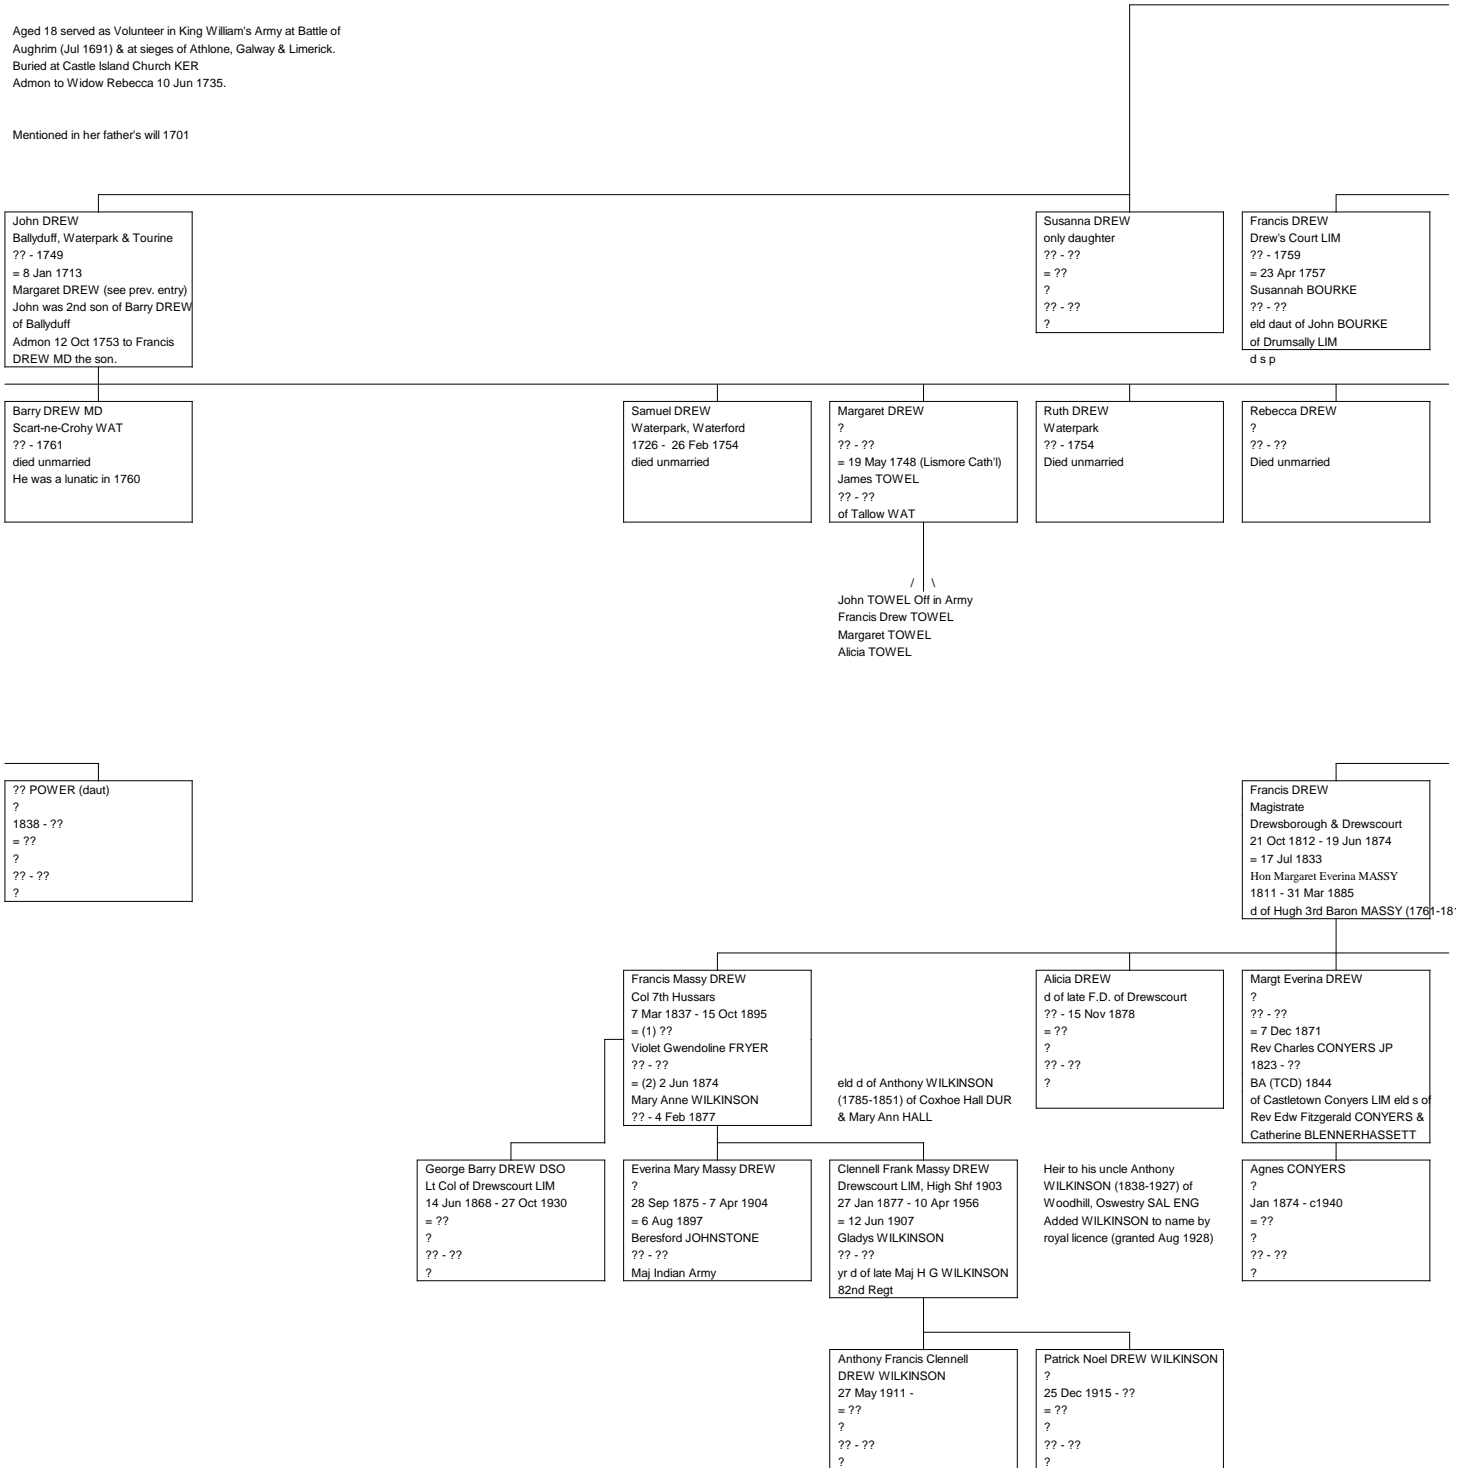 Aged 18 served as Volunteer in King William's Army at Battle of
Aughrim (Jul 1691) & at sieges of Athlone, Galway & Limerick.
Buried at Castle Island Church KER
Admon to Widow Rebecca 10 Jun 1735.
Mentioned in her father's will 1701
John DREW
Ballyduff, Waterpark & Tourine
?? - 1749
= 8 Jan 1713
Margaret DREW (see prev. entry)
John was 2nd son of Barry DREW
of Ballyduff
Admon 12 Oct 1753 to Francis
DREW MD the son.
Susanna DREW
only daughter
?? - ??
= ??
?
?? - ??
?
Francis DREW
Drew's Court LIM
?? - 1759
= 23 Apr 1757
Susannah BOURKE
?? - ??
eld daut of John BOURKE
of Drumsally LIM
d s p
Barry DREW MD
Scart-ne-Crohy WAT
?? - 1761
died unmarried
He was a lunatic in 1760
Samuel DREW
Waterpark, Waterford
1726 - 26 Feb 1754
died unmarried
Margaret DREW
?
?? - ??
= 19 May 1748 (Lismore Cath'l)
James TOWEL
?? - ??
of Tallow WAT
Ruth DREW
Waterpark
?? - 1754
Died unmarried
Rebecca DREW
?
?? - ??
Died unmarried
/ \
John TOWEL Off in Army
Francis Drew TOWEL
Margaret TOWEL
Alicia TOWEL
?? POWER (daut)
?
1838 - ??
= ??
?
?? - ??
?
Francis DREW
Magistrate
Drewsborough & Drewscourt
21 Oct 1812 - 19 Jun 1874
= 17 Jul 1833
Hon Margaret Everina MASSY
1811 - 31 Mar 1885
d of Hugh 3rd Baron MASSY (1761-18
Francis Massy DREW
Col 7th Hussars
7 Mar 1837 - 15 Oct 1895
= (1) ??
Violet Gwendoline FRYER
?? - ??
= (2) 2 Jun 1874
Mary Anne WILKINSON
?? - 4 Feb 1877
eld d of Anthony WILKINSON
(1785-1851) of Coxhoe Hall DUR
& Mary Ann HALL
Alicia DREW
d of late F.D. of Drewscourt
?? - 15 Nov 1878
= ??
?
?? - ??
?
Margt Everina DREW
?
?? - ??
= 7 Dec 1871
Rev Charles CONYERS JP
1823 - ??
BA (TCD) 1844
of Castletown Conyers LIM eld s of
Rev Edw Fitzgerald CONYERS &
Catherine BLENNERHASSETT
George Barry DREW DSO
Lt Col of Drewscourt LIM
14 Jun 1868 - 27 Oct 1930
= ??
?
?? - ??
?
Everina Mary Massy DREW
?
28 Sep 1875 - 7 Apr 1904
= 6 Aug 1897
Beresford JOHNSTONE
?? - ??
Maj Indian Army
Clennell Frank Massy DREW
Drewscourt LIM, High Shf 1903
27 Jan 1877 - 10 Apr 1956
= 12 Jun 1907
Gladys WILKINSON
?? - ??
yr d of late Maj H G WILKINSON
82nd Regt
Heir to his uncle Anthony
WILKINSON (1838-1927) of
Woodhill, Oswestry SAL ENG
Added WILKINSON to name by
royal licence (granted Aug 1928)
Agnes CONYERS
?
Jan 1874 - c1940
= ??
?
?? - ??
?
Anthony Francis Clennell
DREW WILKINSON
27 May 1911 -
= ??
?
?? - ??
?
Patrick Noel DREW WILKINSON
?
25 Dec 1915 - ??
= ??
?
?? - ??
?